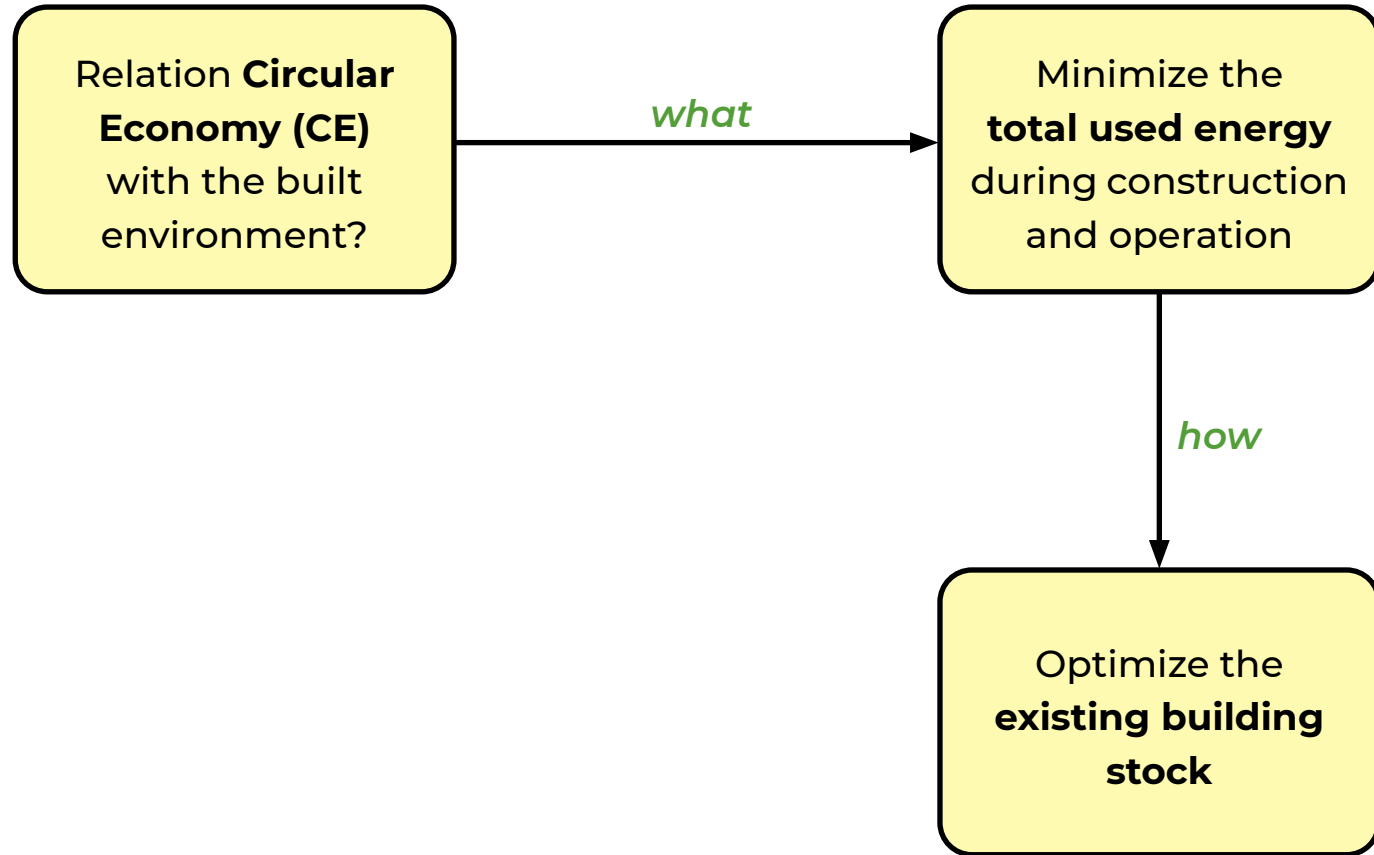 Relation Circular
Economy (CE)
with the built
environment?
what
Minimize the
total used energy
during construction
and operation
how
Optimize the
existing building
stock